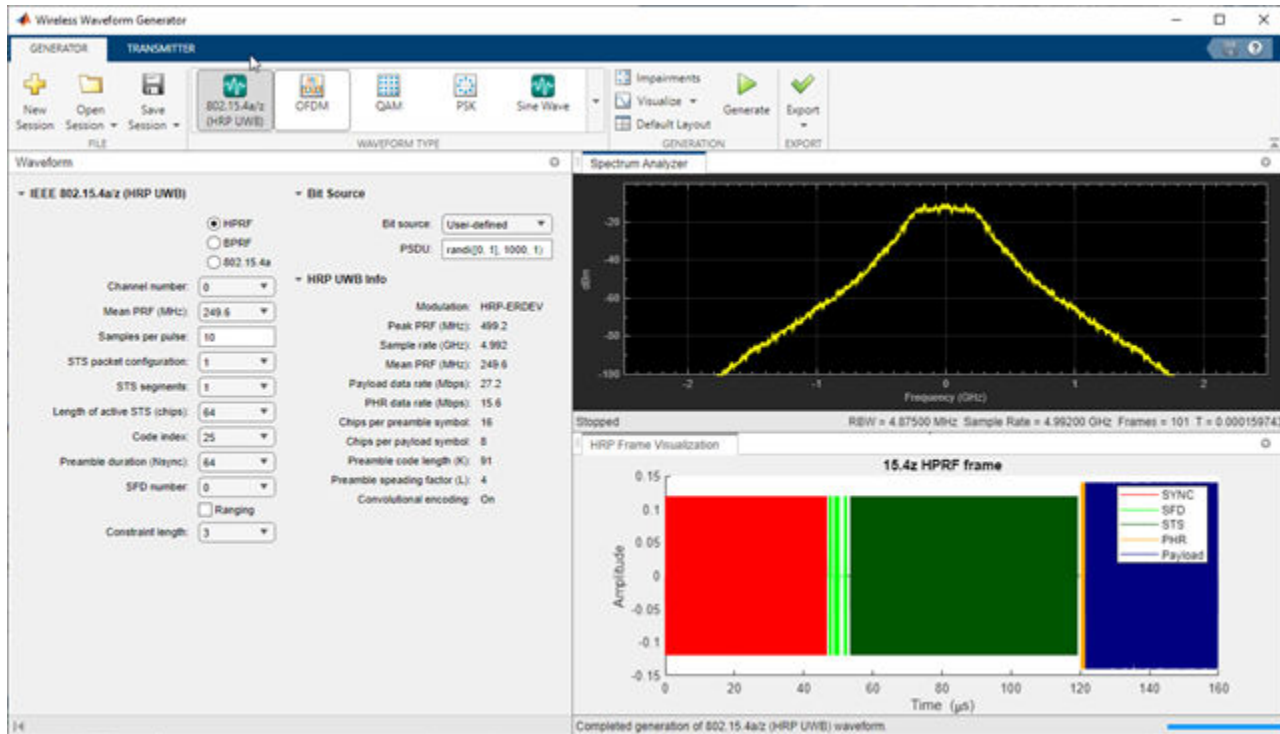 Wireless Waveform Generator
GENERATOR TRANSMITTER
New Session
Open Session
Save Session
FILE
802.15.4a/z (HRP UWB)
OFDM
QAM
PSK
Sine Wave
WAVEFORM TYPE
Impairments
Visualize
Default Layout
Generate
GENERATION
Export
EXPORT
Waveform
IEEE 802.15.4a/z (HRP UWB)
HPRF
BPRF
802.15.4a
Channel number: 0
Mean PRF (MHz): 249.6
Samples per pulse: 10
STS packet configuration: 1
STS segments: 1
Length of active STS (chips): 64
Code index: 25
Preamble duration (Nsync): 64
SFD number: 0
Ranging
Constraint length: 3
Bit Source
Bit source: User-defined
PSDU: randi([0, 1], 1000, 1)
HRP UWB Info
Modulation: HRP-ERDEV
Peak PRF (MHz): 499.2
Sample rate (GHz): 4.992
Mean PRF (MHz): 249.6
Payload data rate (Mbps): 27.2
PHR data rate (Mbps): 15.6
Chips per preamble symbol: 16
Chips per payload symbol: 8
Preamble code length (K): 91
Preamble speading factor (L): 4
Convolutional encoding: On
Spectrum Analyzer
dBm
-20
-40
-60
-80
-100
-2 -1 0 1 2
Frequency (GHz)
Stopped RBW = 4.87500 MHz Sample Rate = 4.99200 GHz Frames = 101 T = 0.00015974
HRP Frame Visualization
15.4z HPRF frame
Amplitude
0.15
0.1
0.05
0
-0.05
-0.1
-0.15
SYNC
SFD
STS
PHR
Payload
0 20 40 60 80 100 120 140 160
Time (μs)
Completed generation of 802.15.4a/z (HRP UWB) waveform.